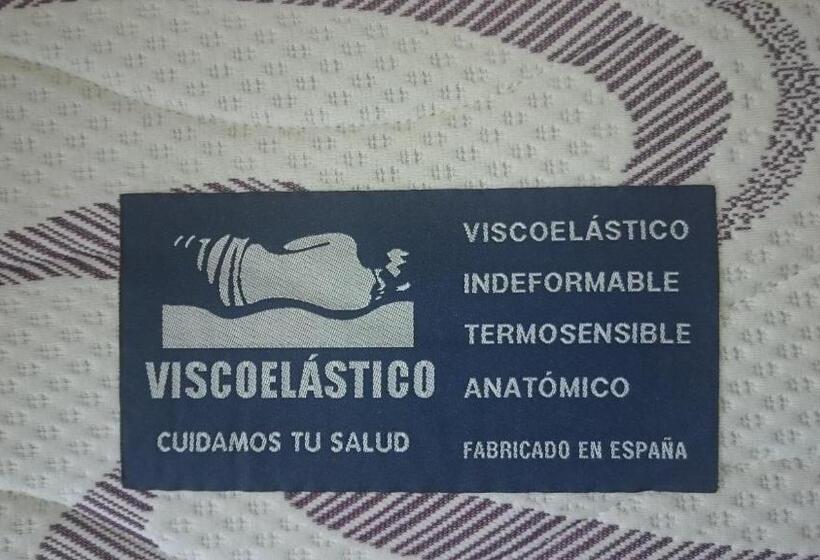 VISCOELÁSTICO
CUIDAMOS TU SALUD
VISCOELÁSTICO
INDEFORMABLE
TERMOSENSIBLE
ANATÓMICO
FABRICADO EN ESPAÑA